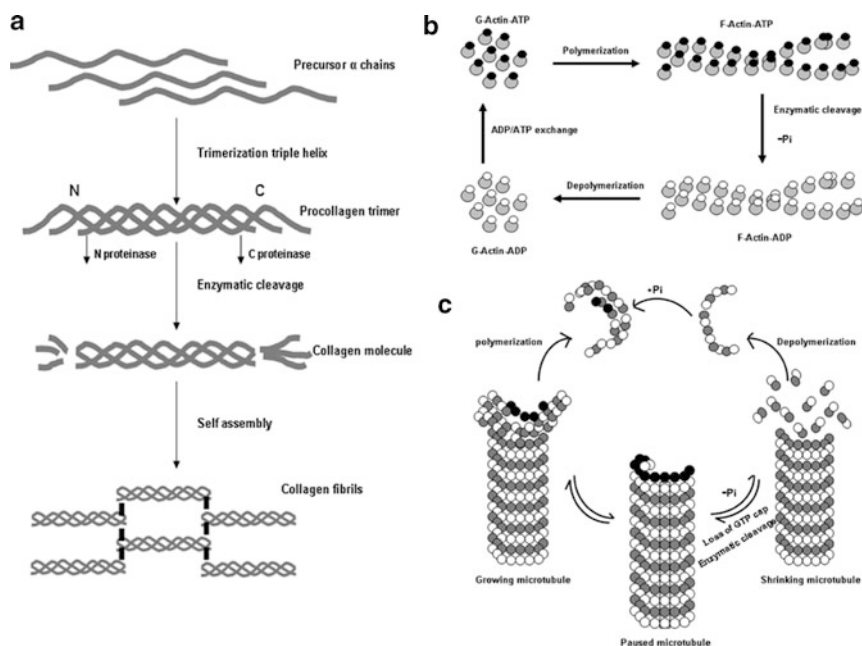 a
Precursor α chains
Trimerization triple helix
N
C
Procollagen trimer
N proteinase
C proteinase
Enzymatic cleavage
Collagen molecule
Self assembly
Collagen fibrils
b
G-Actin-ATP
F-Actin-ATP
Polymerization
Enzymatic cleavage
-Pi
ADP/ATP exchange
Depolymerization
G-Actin-ADP
F-Actin-ADP
c
+Pi
polymerization
Depolymerization
-Pi
Loss of GTP cap
Enzymatic cleavage
Growing microtubule
Shrinking microtubule
Paused microtubule